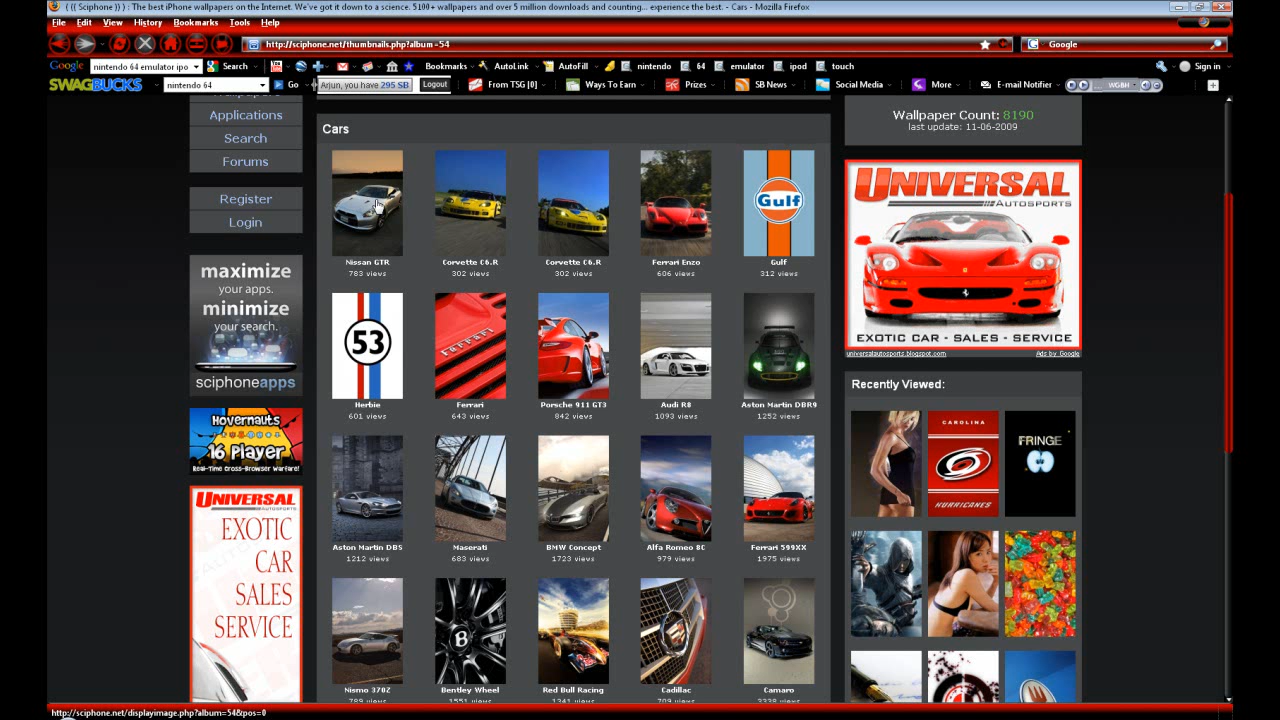 ( (( Sciphone )) ) : The best iPhone wallpapers on the Internet. We've got it down to a science. 5100+ wallpapers and over 5 million downloads and counting... experience the best. - Cars - Mozilla Firefox
File Edit View History Bookmarks Tools Help
http://sciphone.net/thumbnails.php?album=54
Google
Google nintendo 64 emulator ipo Search Bookmarks AutoLink AutoFill nintendo 64 emulator ipod touch Sign in
SWAGBUCKS nintendo 64 Go Arjun, you have 295 SB Logout From TSG [0] Ways To Earn Prizes SB News Social Media More E-mail Notifier WGBH
Applications
Search
Forums
Register
Login
maximize
your apps.
minimize
your search.
sciphoneapps
Hovernauts
16 Player
Real-Time Cross-Browser Warfare!
UNIVERSAL
AUTOSPORTS
EXOTIC
CAR
SALES
SERVICE
Cars
Gulf
Nissan GTR Corvette C6.R Corvette C6.R Ferrari Enzo Gulf
783 views 302 views 302 views 606 views 312 views
53
Ferrari
Herbie Ferrari Porsche 911 GT3 Audi R8 Aston Martin DBR9
601 views 643 views 842 views 1093 views 1252 views
Aston Martin DBS Maserati BMW Concept Alfa Romeo 8C Ferrari 599XX
1212 views 683 views 1723 views 979 views 1975 views
B
Nismo 370Z Bentley Wheel Red Bull Racing Cadillac Camaro
789 views 1551 views 1341 views 709 views 3338 views
Wallpaper Count: 8190
last update: 11-06-2009
UNIVERSAL
AUTOSPORTS
EXOTIC CAR - SALES - SERVICE
universalautosports.blogspot.com Ads by Google
Recently Viewed:
CAROLINA
HURRICANES
FRINGE
http://sciphone.net/displayimage.php?album=54&pos=0